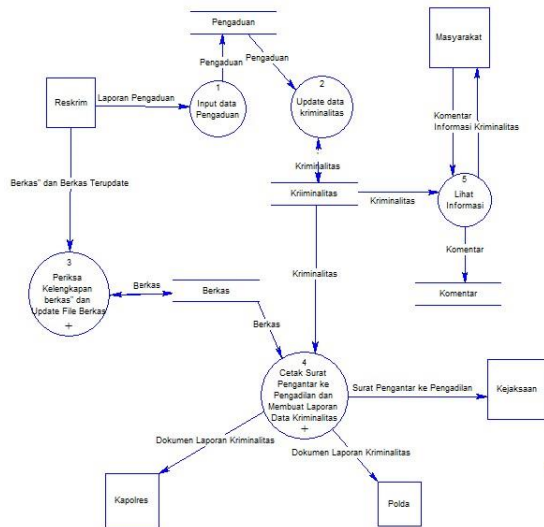 Pengaduan
Masyarakat
Pengaduan
Pengaduan
Reskrim
Laporan Pengaduan
1
Input data
Pengaduan
2
Update data
kriminalitas
Komentar
Informasi Kriminalitas
Kriminalitas
Berkas" dan Berkas Terupdate
Kriiminalitas
Kriminalitas
5
Lihat
Informasi
Komentar
3
Periksa
Kelengkapan
berkas" dan
Update File Berkas
+
Berkas
Berkas
Kriminalitas
Komentar
Berkas
4
Cetak Surat
Pengantar ke
Pengadilan dan
Membuat Laporan
Data Kriminalitas
+
Surat Pengantar ke Pengadilan
Kejaksaan
Dokumen Laporan Kriminalitas
Dokumen Laporan Kriminalitas
Kapolres
Polda